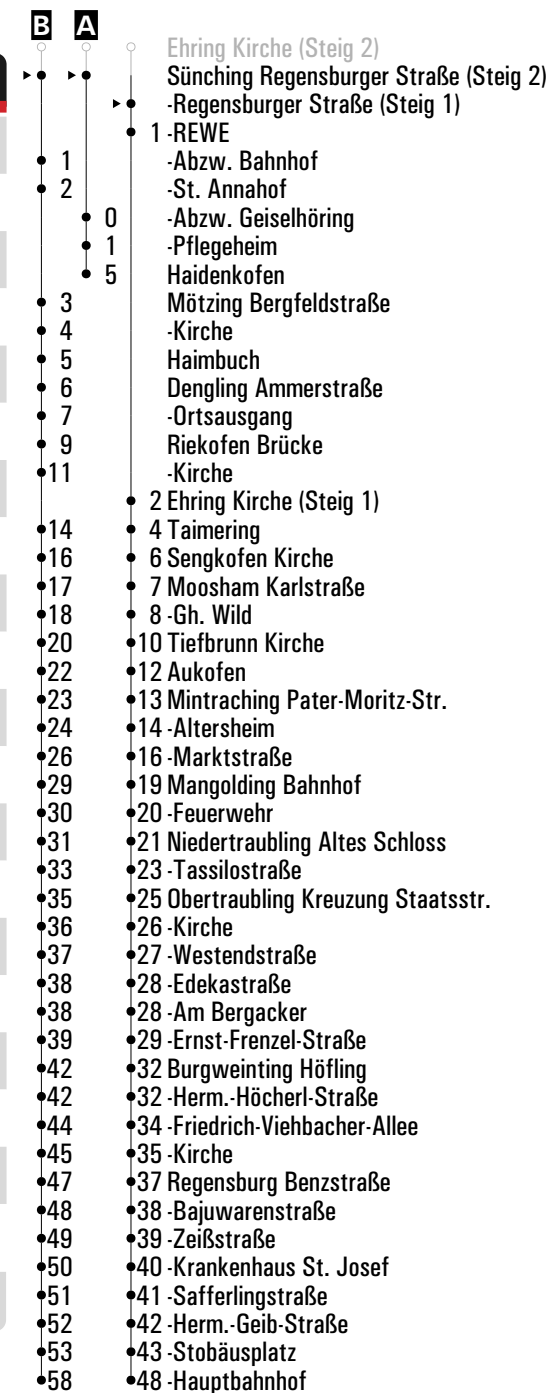 B A
Ehring Kirche (Steig 2)
Sünching Regensburger Straße (Steig 2)
-Regensburger Straße (Steig 1)
1 -REWE
1 -Abzw. Bahnhof
2 -St. Annahof
0 -Abzw. Geiselhöring
1 -Pflegeheim
5 Haidenkofen
3 Mötzing Bergfeldstraße
4 -Kirche
5 Haimbuch
6 Dengling Ammerstraße
7 -Ortsausgang
9 Riekofen Brücke
11 -Kirche
2 Ehring Kirche (Steig 1)
14 4 Taimering
16 6 Sengkofen Kirche
17 7 Moosham Karlstraße
18 8 -Gh. Wild
20 10 Tiefbrunn Kirche
22 12 Aukofen
23 13 Mintraching Pater-Moritz-Str.
24 14 -Altersheim
26 16 -Marktstraße
29 19 Mangolding Bahnhof
30 20 -Feuerwehr
31 21 Niedertraubling Altes Schloss
33 23 -Tassilostraße
35 25 Obertraubling Kreuzung Staatsstr.
36 26 -Kirche
37 27 -Westendstraße
38 28 -Edekastraße
38 28 -Am Bergacker
39 29 -Ernst-Frenzel-Straße
42 32 Burgweinting Höfling
42 32 -Herm.-Höcherl-Straße
44 34 -Friedrich-Viehbacher-Allee
45 35 -Kirche
47 37 Regensburg Benzstraße
48 38 -Bajuwarenstraße
49 39 -Zeißstraße
50 40 -Krankenhaus St. Josef
51 41 -Safferlingstraße
52 42 -Herm.-Geib-Straße
53 43 -Stobäusplatz
58 48 -Hauptbahnhof